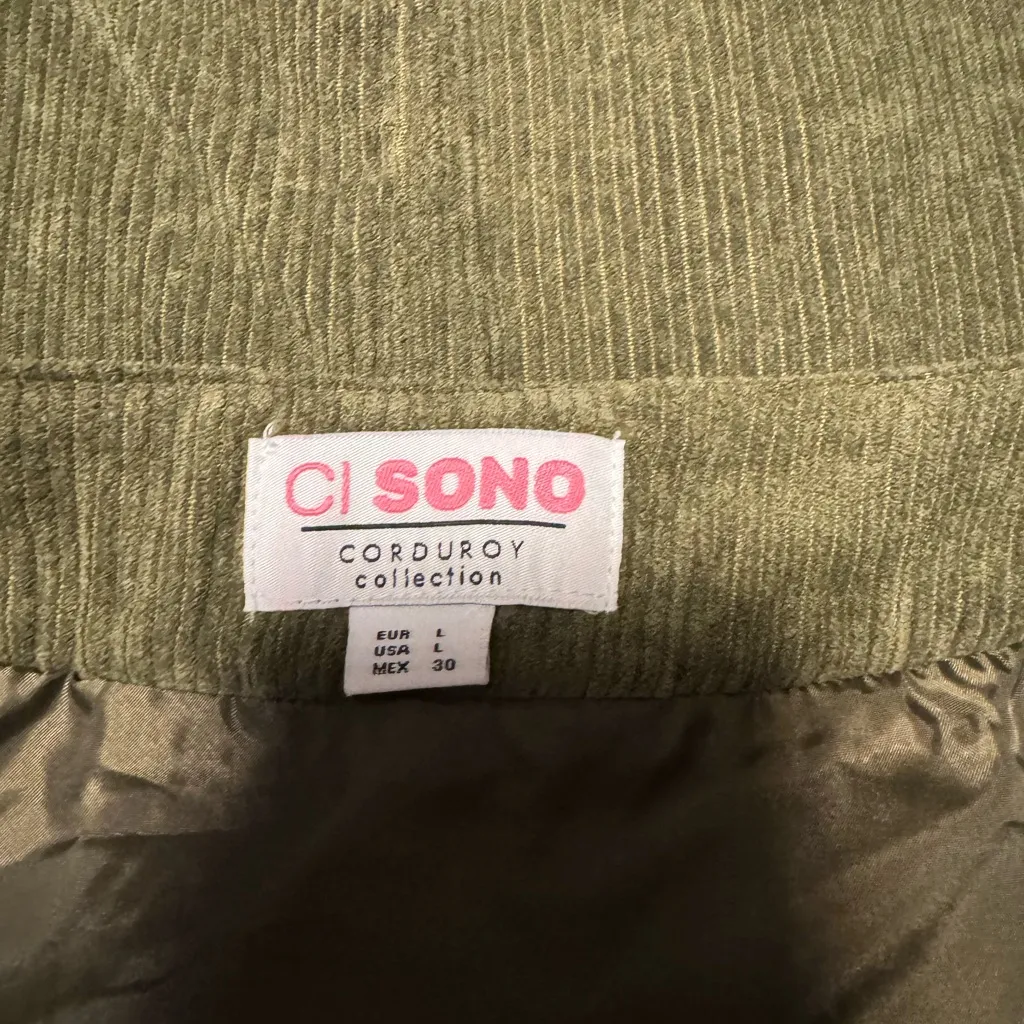 CI SONO
CORDUROY
collection
EUR L
USA L
MEX 30